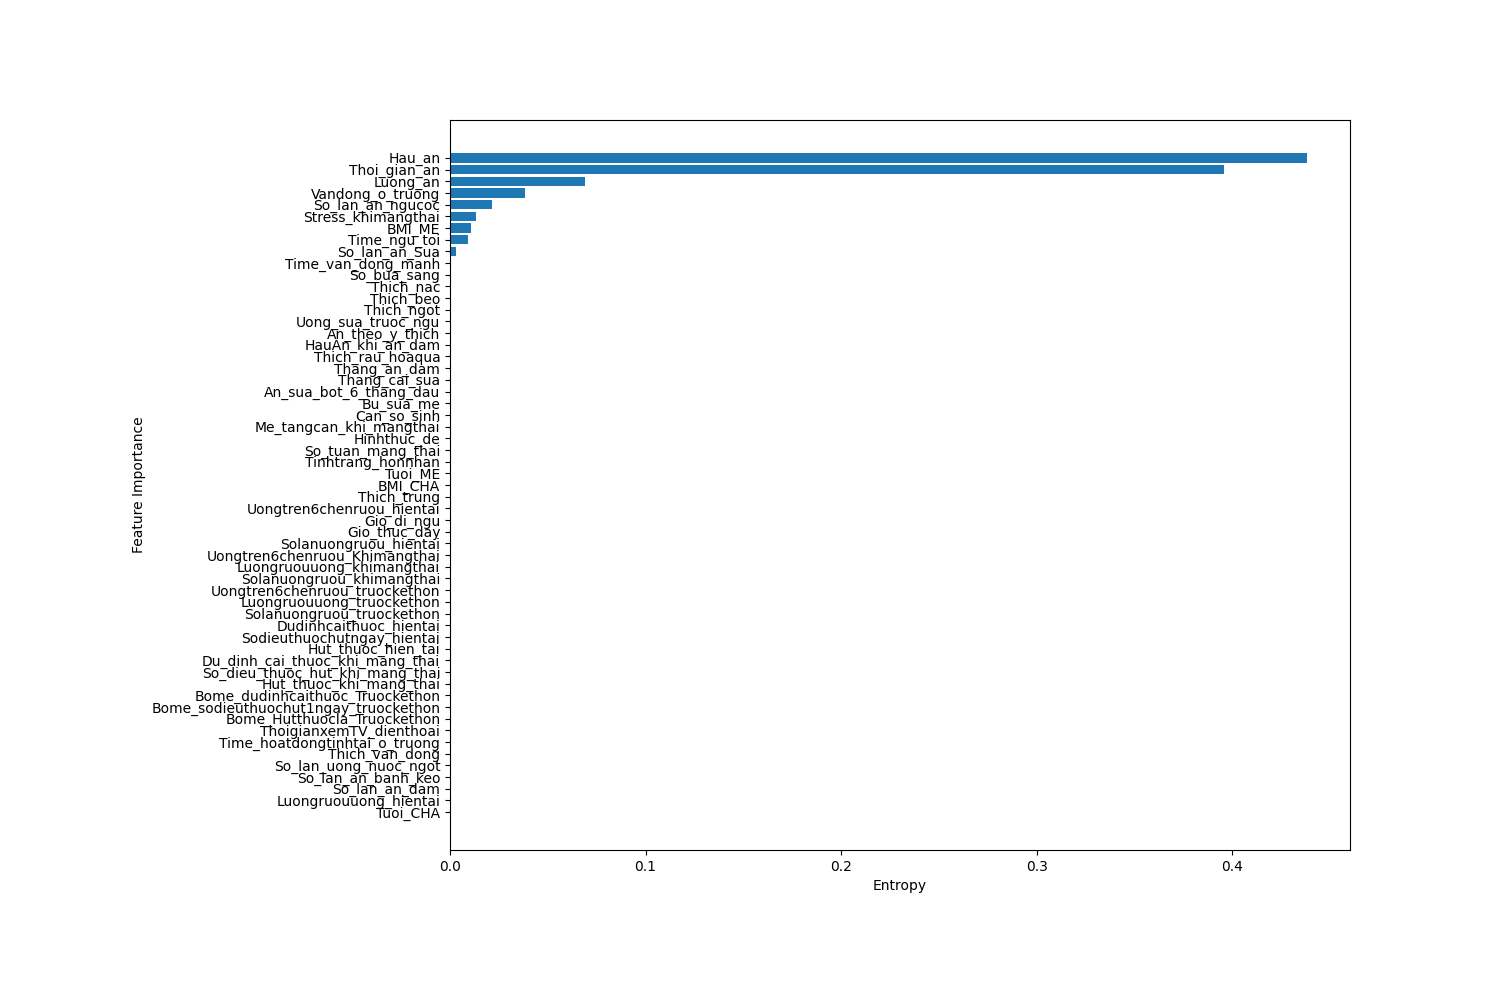 Hau_an
Thoi_gian_an
Luong_an
Vandong_o_truong
So_lan_an_ngucoc
Stress_khimangthai
BMI_ME
Time_ngu_toi
So_lan_an_Sua
Time_van_dong_manh
So_bua_sang
Thich_nac
Thich_beo
Thich_ngot
Uong_sua_truoc_ngu
An_theo_y_thich
HauAn_khi_an_dam
Thich_rau_hoaqua
Thang_an_dam
Thang_cai_sua
An_sua_bot_6_thang_dau
Bu_sua_me
Can_so_sinh
Me_tangcan_khi_mangthai
Hinhthuc_de
So_tuan_mang_thai
Tinhtrang_honnhan
Tuoi_ME
BMI_CHA
Thich_trung
Uongtren6chenruou_hientai
Gio_di_ngu
Gio_thuc_day
Solanuongruou_hientai
Uongtren6chenruou_Khimangthai
Luongruouuong_khimangthai
Solanuongruou_khimangthai
Uongtren6chenruou_truockethon
Luongruouuong_truockethon
Solanuongruou_truockethon
Dudinhcaithuoc_hientai
Sodieuthuochutngay_hientai
Hut_thuoc_hien_tai
Du_dinh_cai_thuoc_khi_mang_thai
So_dieu_thuoc_hut_khi_mang_thai
Hut_thuoc_khi_mang_thai
Bome_dudinhcaithuoc_Truockethon
Bome_sodieuthuochut1ngay_truockethon
Bome_Hutthuocla_Truockethon
ThoigianxemTV_dienthoai
Time_hoatdongtinhtai_o_truong
Thich_van_dong
So_lan_uong_nuoc_ngot
So_lan_an_banh_keo
So_lan_an_dam
Luongruouuong_hientai
Tuoi_CHA
Feature Importance
0.0 0.1 0.2 0.3 0.4
Entropy